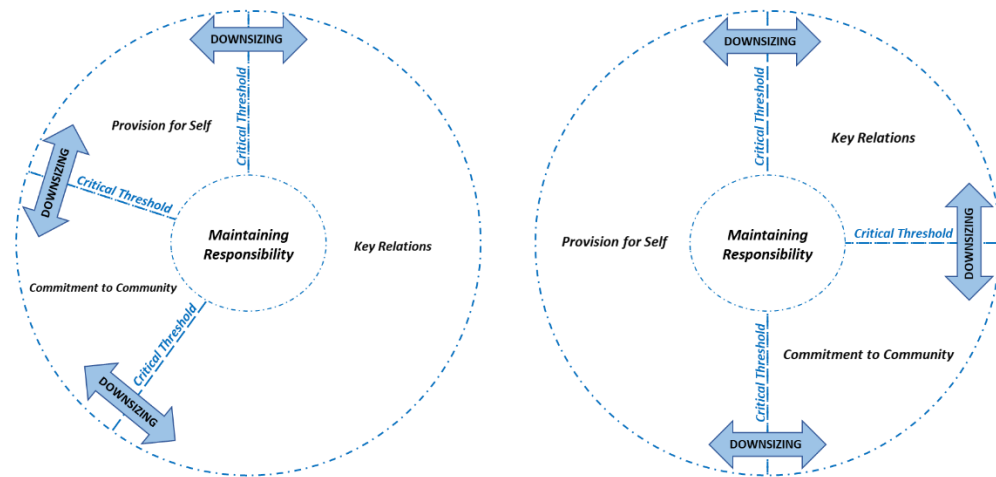 DOWNSIZING
Critical Threshold
Provision for Self
DOWNSIZING
Critical Threshold
Maintaining
Responsibility
Key Relations
Commitment to Community
Critical Threshold
DOWNSIZING
DOWNSIZING
Critical Threshold
Key Relations
Provision for Self
Maintaining
Responsibility
Critical Threshold
DOWNSIZING
Commitment to Community
Critical Threshold
DOWNSIZING